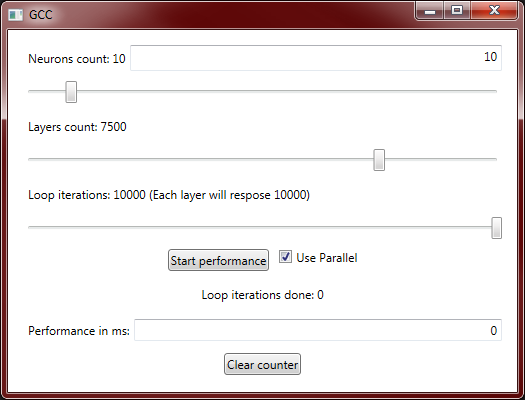 GCC
Neurons count: 10 10
Layers count: 7500
Loop iterations: 10000 (Each layer will respose 10000)
Start performance Use Parallel
Loop iterations done: 0
Performance in ms: 0
Clear counter